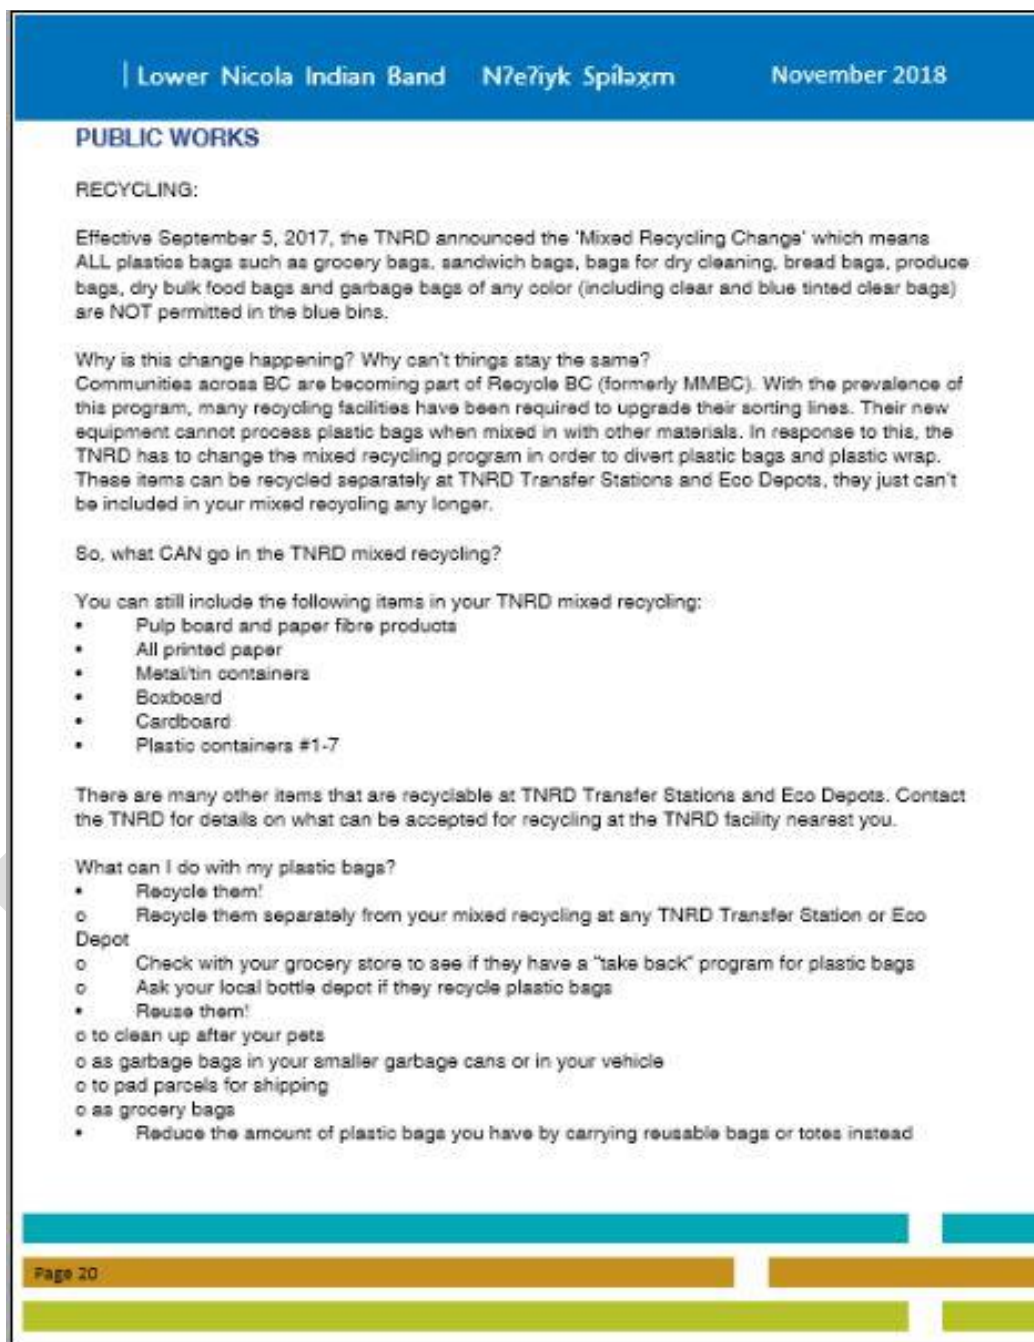 | Lower Nicola Indian Band N?e?iyk Spíləx̣m November 2018
PUBLIC WORKS
RECYCLING:
Effective September 5, 2017, the TNRD announced the 'Mixed Recycling Change' which means
ALL plastics bags such as grocery bags, sandwich bags, bags for dry cleaning, bread bags, produce
bags, dry bulk food bags and garbage bags of any color (including clear and blue tinted clear bags)
are NOT permitted in the blue bins.
Why is this change happening? Why can't things stay the same?
Communities across BC are becoming part of Recycle BC (formerly MMBC). With the prevalence of
this program, many recycling facilities have been required to upgrade their sorting lines. Their new
equipment cannot process plastic bags when mixed in with other materials. In response to this, the
TNRD has to change the mixed recycling program in order to divert plastic bags and plastic wrap.
These items can be recycled separately at TNRD Transfer Stations and Eco Depots, they just can't
be included in your mixed recycling any longer.
So, what CAN go in the TNRD mixed recycling?
You can still include the following items in your TNRD mixed recycling:
• Pulp board and paper fibre products
• All printed paper
• Metal/tin containers
• Boxboard
• Cardboard
• Plastic containers #1-7
There are many other items that are recyclable at TNRD Transfer Stations and Eco Depots. Contact
the TNRD for details on what can be accepted for recycling at the TNRD facility nearest you.
What can I do with my plastic bags?
• Recycle them!
o Recycle them separately from your mixed recycling at any TNRD Transfer Station or Eco
Depot
o Check with your grocery store to see if they have a "take back" program for plastic bags
o Ask your local bottle depot if they recycle plastic bags
• Reuse them!
o to clean up after your pets
o as garbage bags in your smaller garbage cans or in your vehicle
o to pad parcels for shipping
o as grocery bags
• Reduce the amount of plastic bags you have by carrying reusable bags or totes instead
Page 20